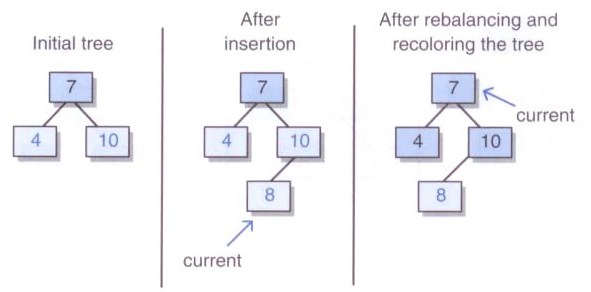 Initial tree
7
4 10
After
insertion
7
4 10
8
current
After rebalancing and
recoloring the tree
7
current
4 10
8